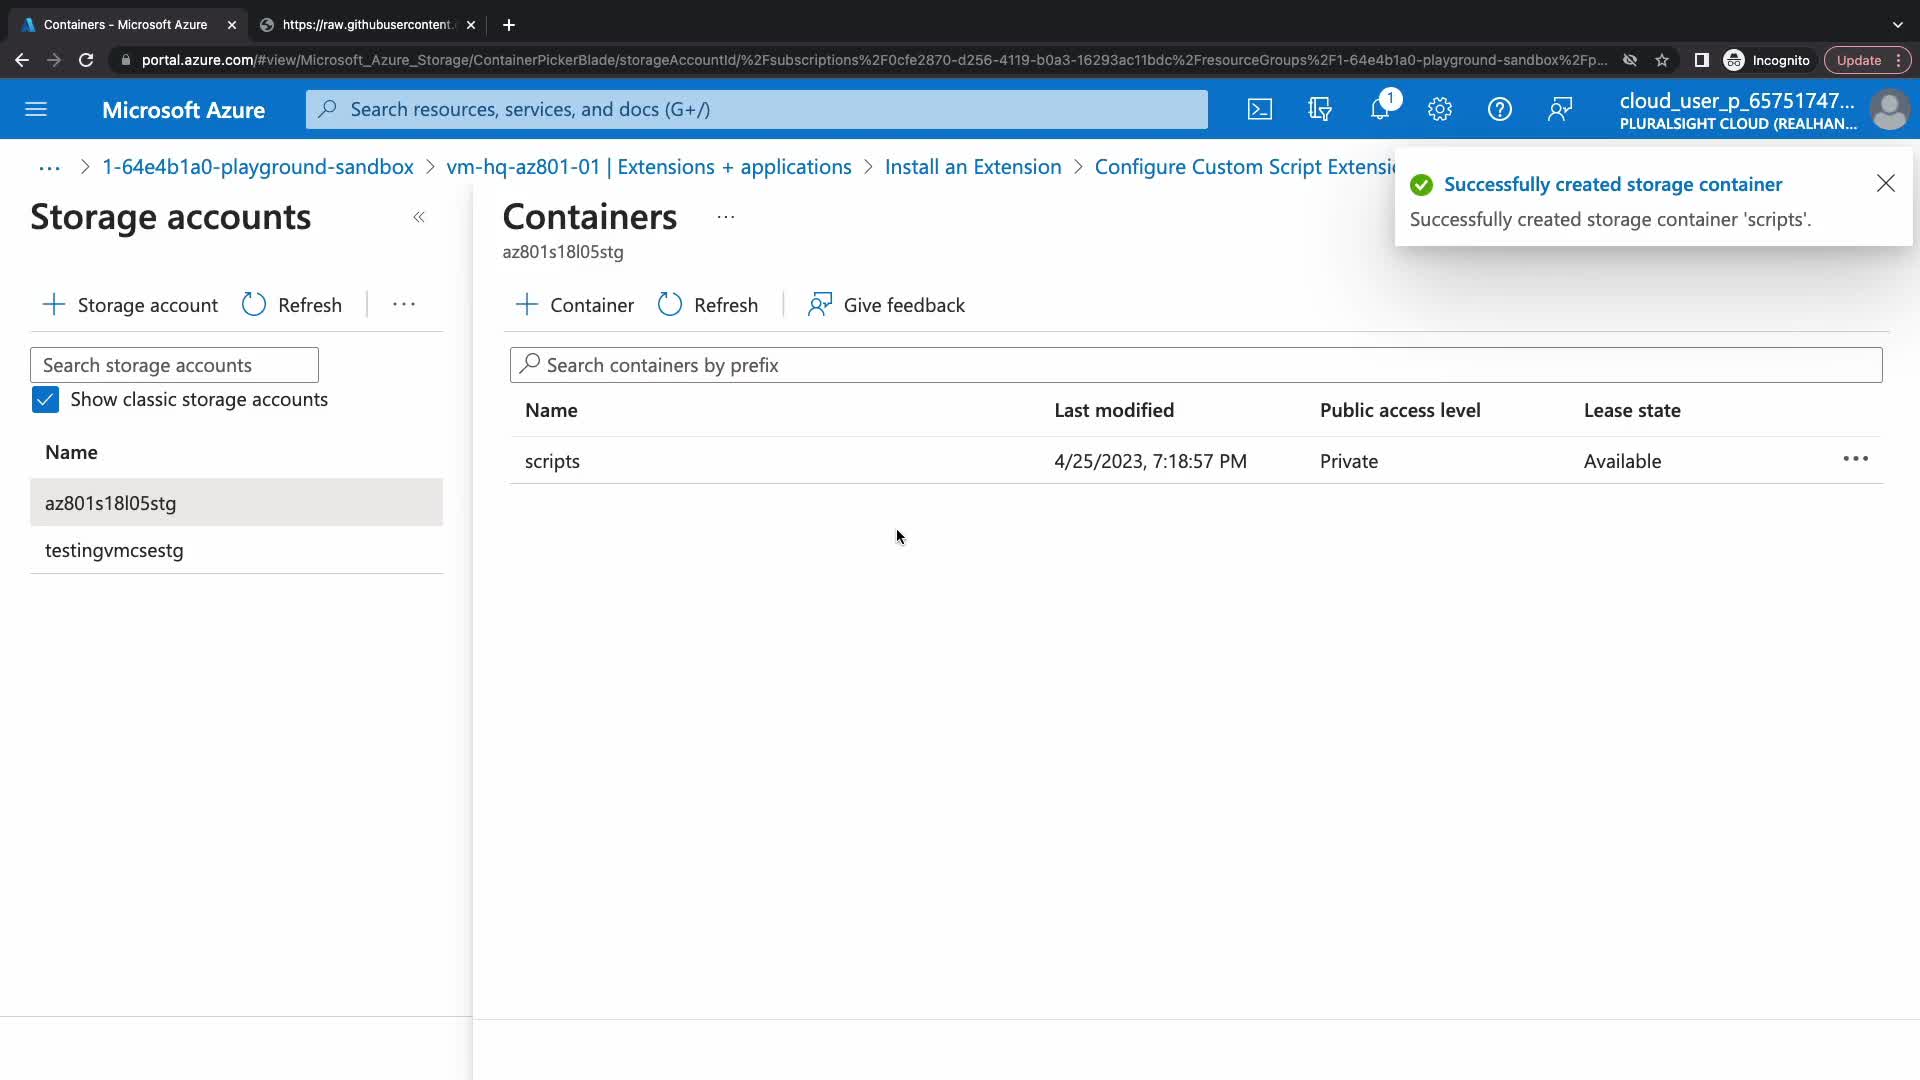 Containers - Microsoft Azure
https://raw.githubusercontent.
portal.azure.com/#view/Microsoft_Azure_Storage/ContainerPickerBlade/storageAccountId/%2Fsubscriptions%2F0cfe2870-d256-4119-b0a3-16293ac11bdc%2FresourceGroups%2F1-64e4b1a0-playground-sandbox%2Fp...
Incognito
Update
Microsoft Azure
Search resources, services, and docs (G+/)
1
cloud_user_p_65751747...
PLURALSIGHT CLOUD (REALHAN...
... > 1-64e4b1a0-playground-sandbox > vm-hq-az801-01 | Extensions + applications > Install an Extension > Configure Custom Script Extensio
Successfully created storage container
Successfully created storage container 'scripts'.
Storage accounts
«
+ Storage account
Refresh
...
Search storage accounts
Show classic storage accounts
Name
az801s18l05stg
testingvmcsestg
Containers ...
az801s18l05stg
+ Container
Refresh
Give feedback
Search containers by prefix
Name Last modified Public access level Lease state
scripts 4/25/2023, 7:18:57 PM Private Available ...